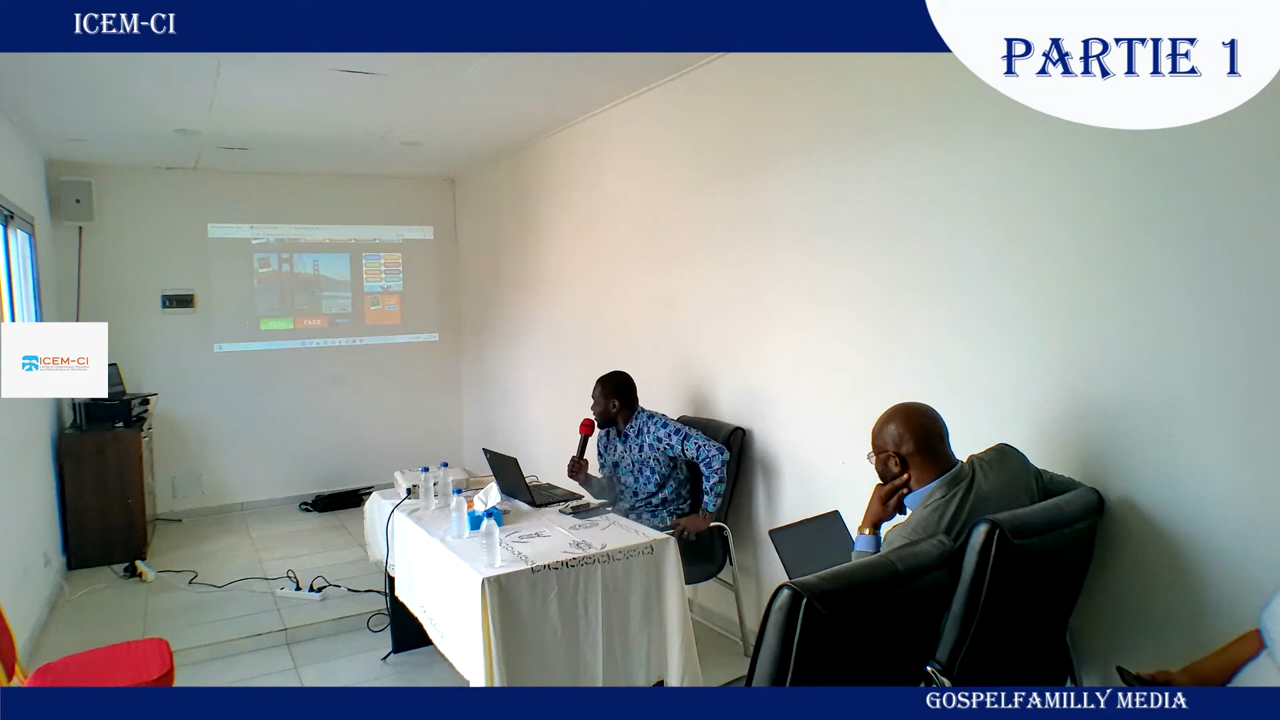 ICEM-CI
PARTIE 1
FAKE
ICEM-CI
GOSPELFAMILLY MEDIA